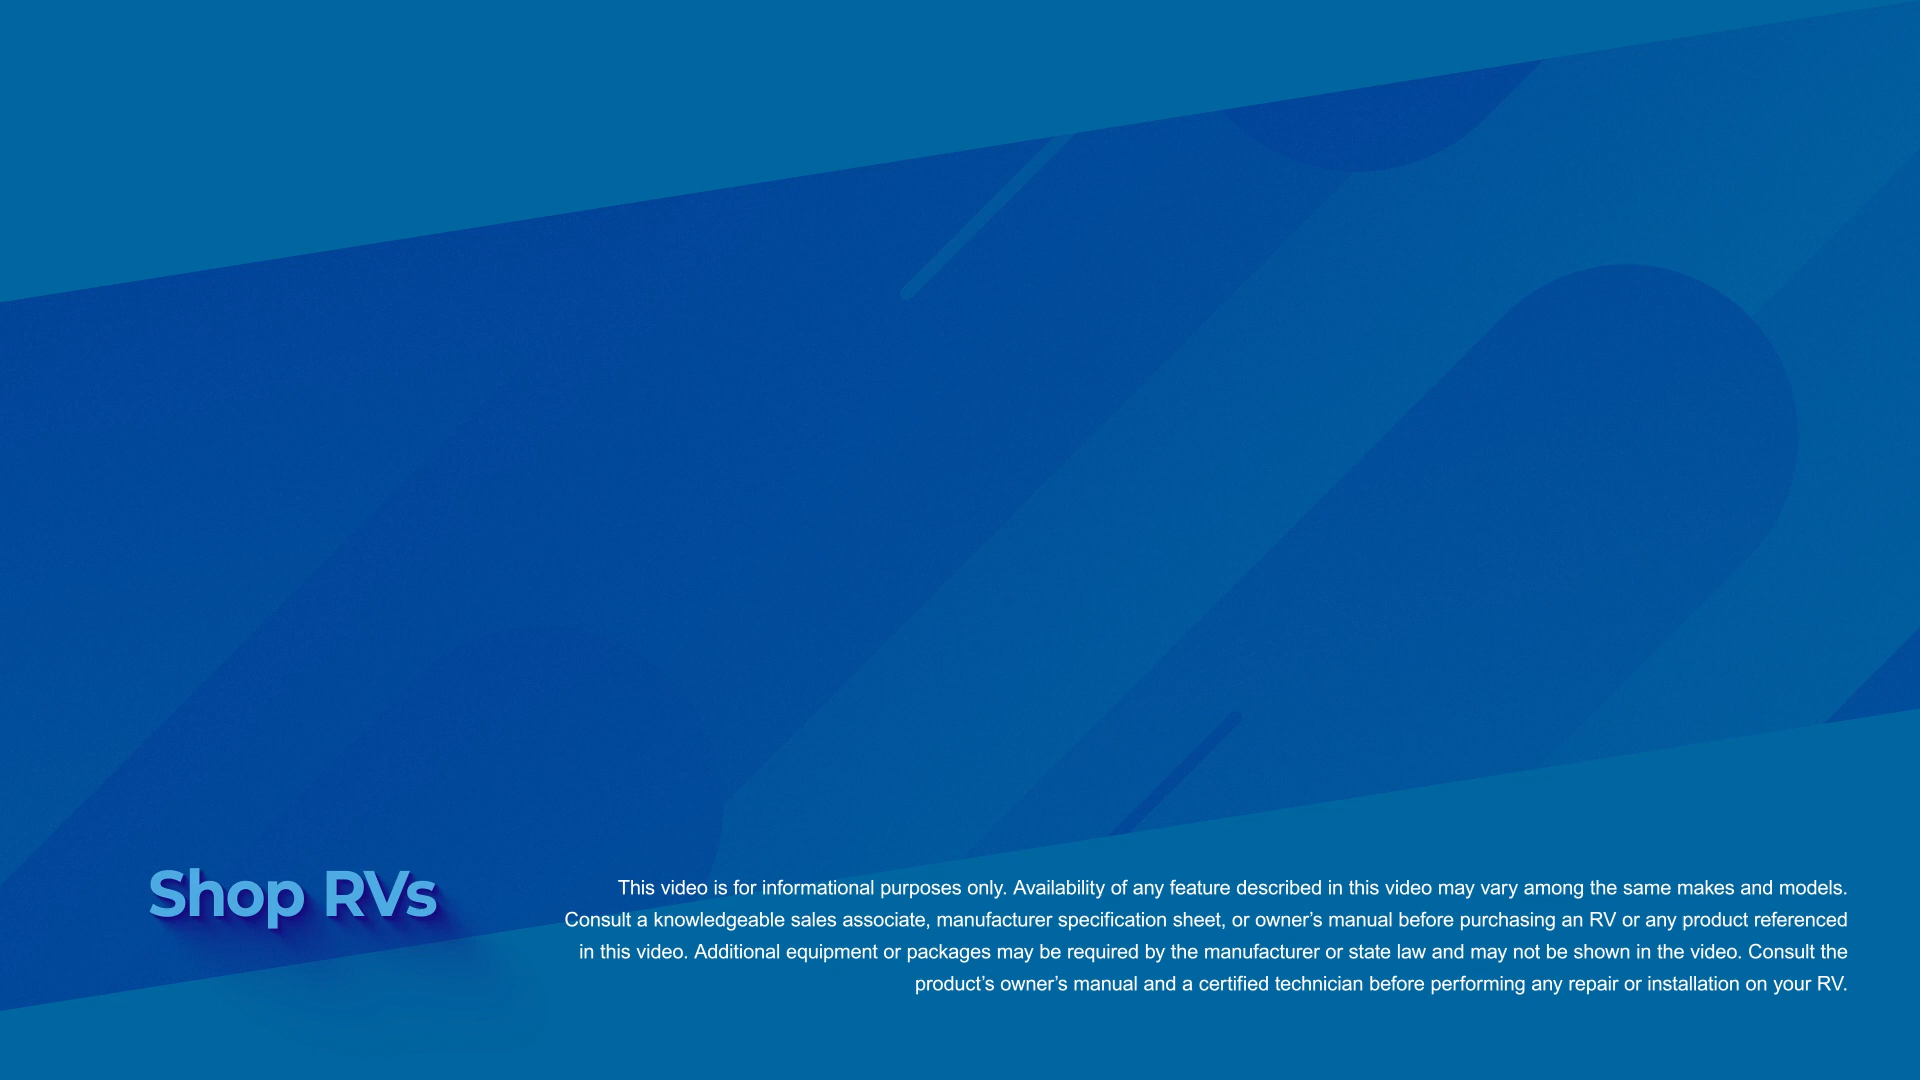 Shop RVs
This video is for informational purposes only. Availability of any feature described in this video may vary among the same makes and models.
Consult a knowledgeable sales associate, manufacturer specification sheet, or owner’s manual before purchasing an RV or any product referenced
in this video. Additional equipment or packages may be required by the manufacturer or state law and may not be shown in the video. Consult the
product’s owner’s manual and a certified technician before performing any repair or installation on your RV.